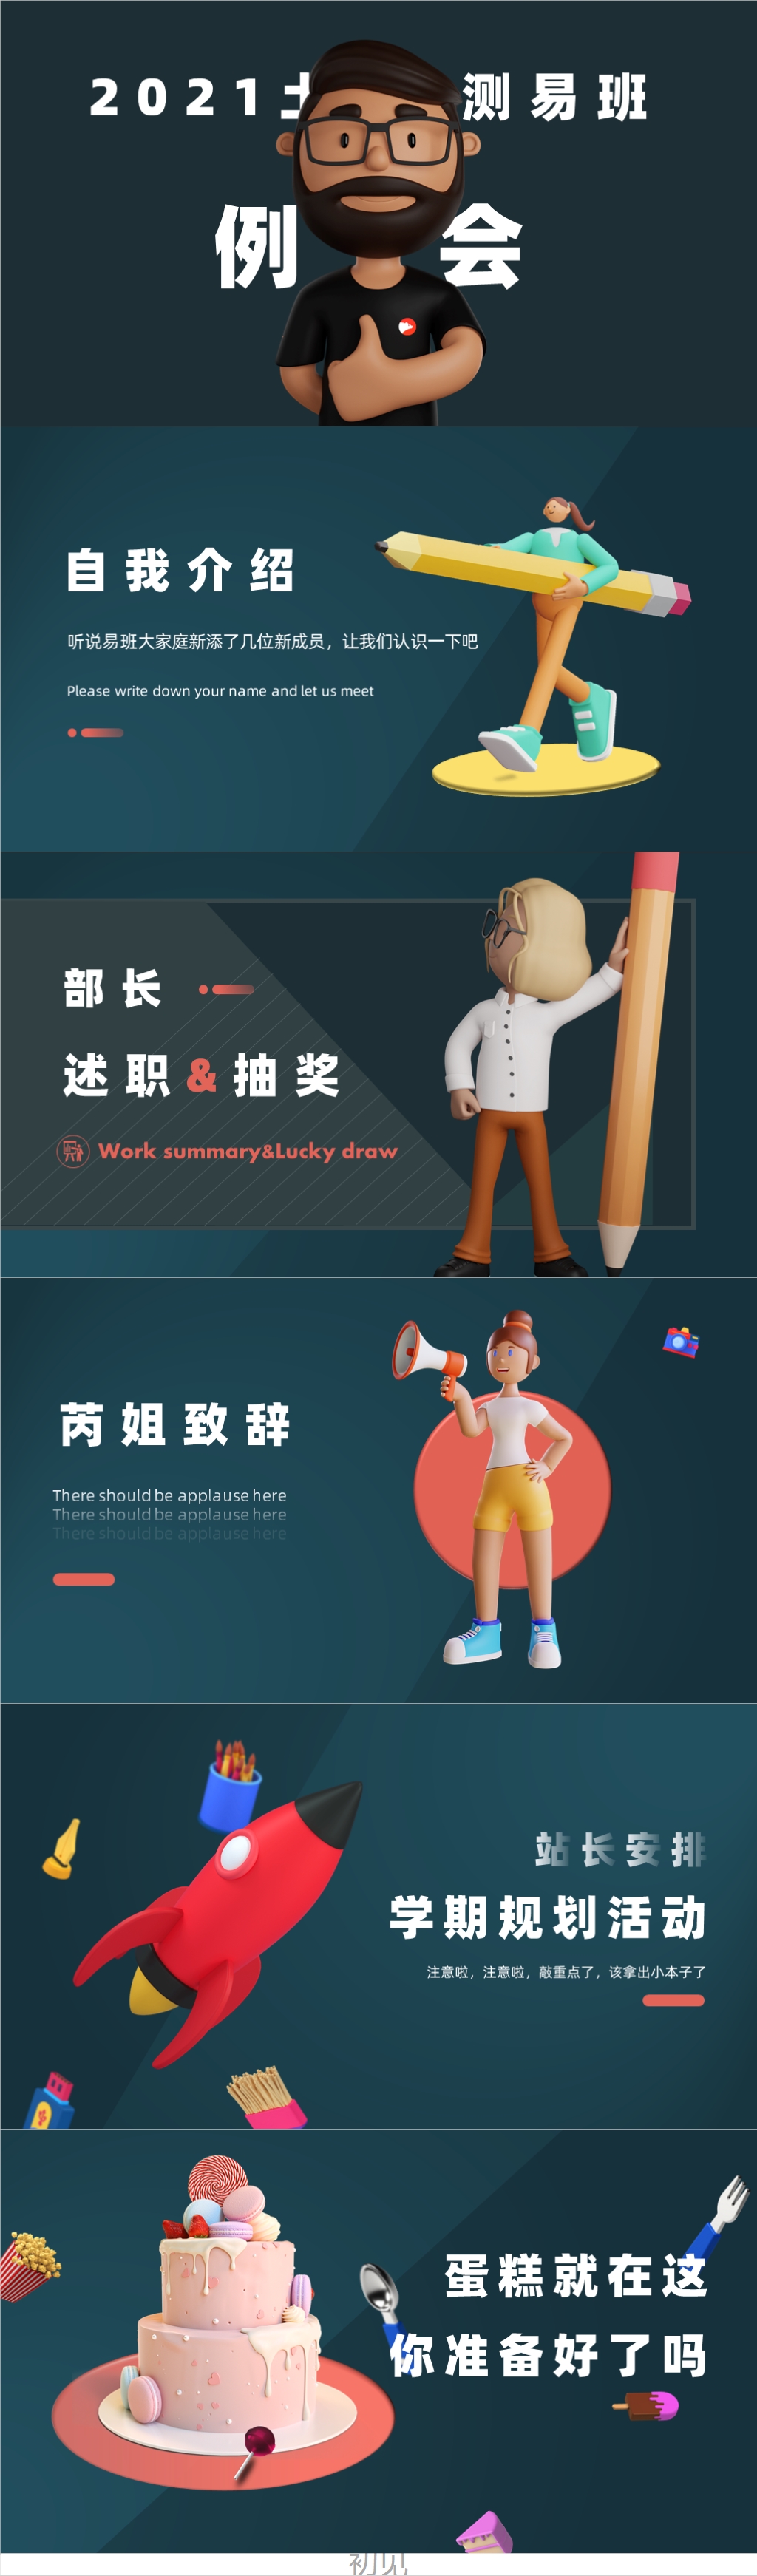 2021土 测易班
例 会
自我介绍
听说易班大家庭新添了几位新成员，让我们认识一下吧
Please write down your name and let us meet
部长
述职&抽奖
Work summary&Lucky draw
芮姐致辞
There should be applause here
There should be applause here
There should be applause here
站长安排
学期规划活动
注意啦，注意啦，敲重点了，该拿出小本子了
蛋糕就在这
你准备好了吗
初见